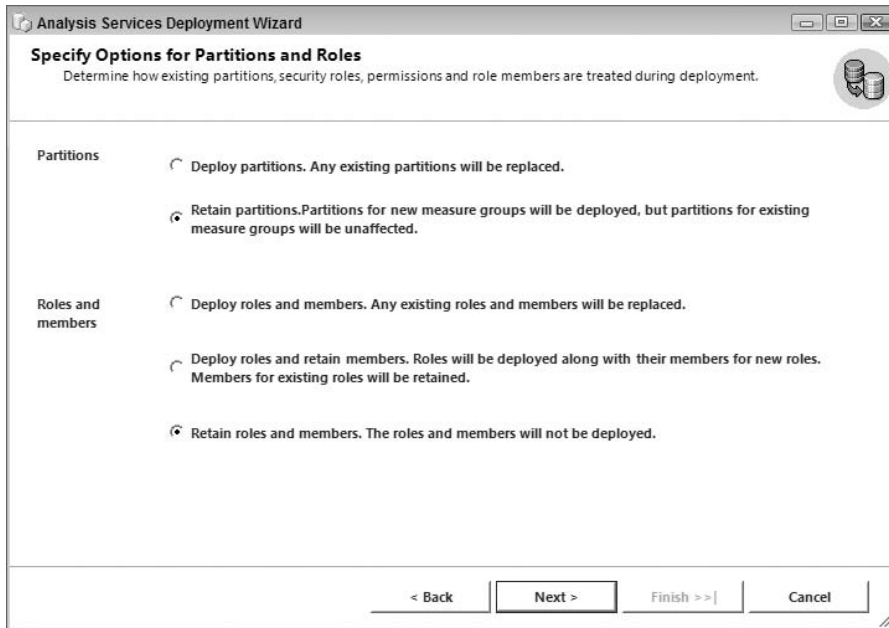 Analysis Services Deployment Wizard
Specify Options for Partitions and Roles
Determine how existing partitions, security roles, permissions and role members are treated during deployment.
Partitions
Deploy partitions. Any existing partitions will be replaced.
Retain partitions.Partitions for new measure groups will be deployed, but partitions for existing
measure groups will be unaffected.
Roles and
members
Deploy roles and members. Any existing roles and members will be replaced.
Deploy roles and retain members. Roles will be deployed along with their members for new roles.
Members for existing roles will be retained.
Retain roles and members. The roles and members will not be deployed.
< Back
Next >
Finish >>|
Cancel